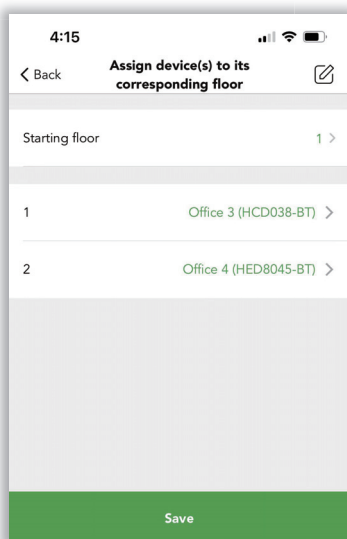 4:15
Back
Assign device(s) to its
corresponding floor
Starting floor 1
1 Office 3 (HCD038-BT)
2 Office 4 (HED8045-BT)
Save